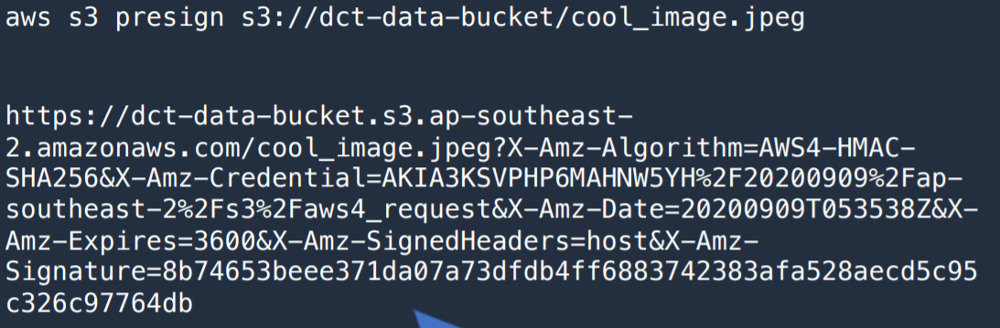 aws s3 presign s3://dct-data-bucket/cool_image.jpeg
https://dct-data-bucket.s3.ap-southeast-
2.amazonaws.com/cool_image.jpeg?X-Amz-Algorithm=AWS4-HMAC-
SHA256&X-Amz-Credential=AKIA3KSVPHP6MAHNW5YH%2F20200909%2Fap-
southeast-2%2Fs3%2Faws4_request&X-Amz-Date=20200909T053538Z&X-
Amz-Expires=3600&X-Amz-SignedHeaders=host&X-Amz-
Signature=8b74653beee371da07a73dfdb4ff6883742383afa528aecd5c95
c326c97764db